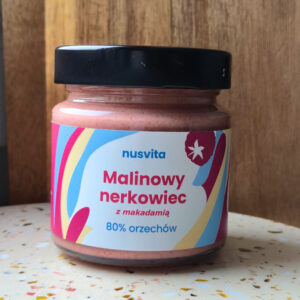 nusvita
Malinowy
nerkowiec
z makadamią
80% orzechów